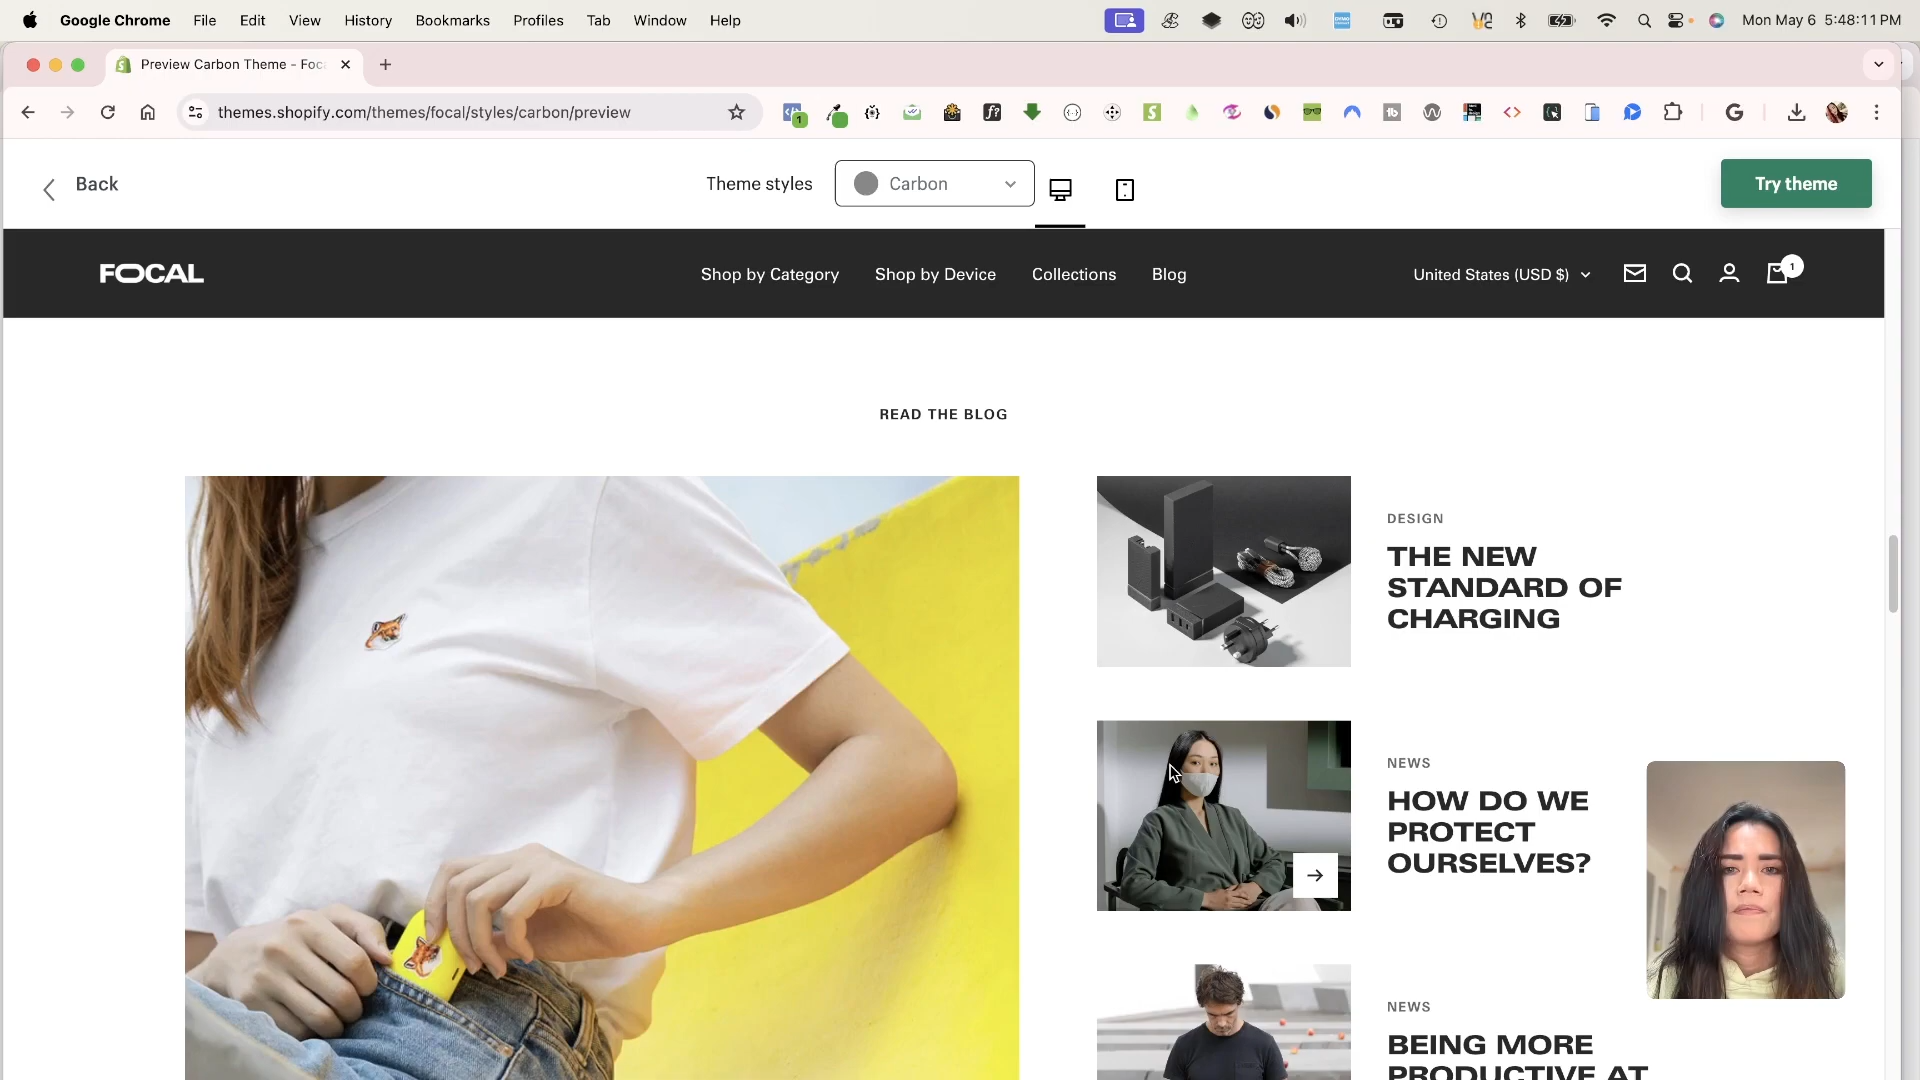 Google Chrome File Edit View History Bookmarks Profiles Tab Window Help Mon May 6 5:48:11 PM
Preview Carbon Theme - Foc
themes.shopify.com/themes/focal/styles/carbon/preview
Back
Theme styles
Carbon
Try theme
FOCAL
Shop by Category Shop by Device Collections Blog
United States (USD $)
1
READ THE BLOG
DESIGN
THE NEW
STANDARD OF
CHARGING
NEWS
HOW DO WE
PROTECT
OURSELVES?
NEWS
BEING MORE
PRODUCTIVE AT